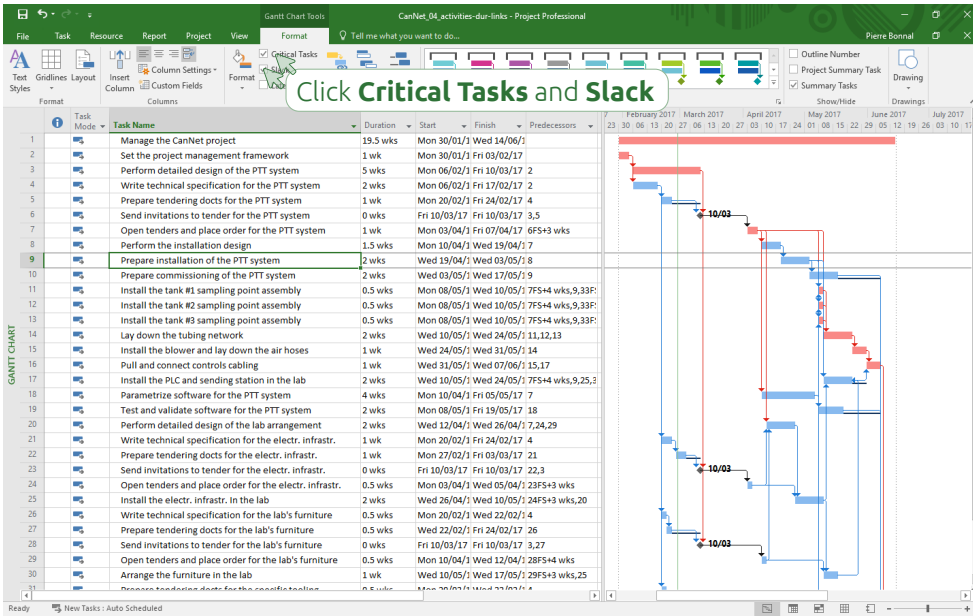 Gantt Chart Tools
CanNet_04_activities-dur-links - Project Professional
File Task Resource Report Project View Format Tell me what you want to do... Pierre Bonnal
Text Styles
Gridlines
Layout
Format
Insert Column
Column Settings
Custom Fields
Columns
Format
Critical Tasks
Click Critical Tasks and Slack
Outline Number
Project Summary Task
Summary Tasks
Show/Hide
Drawing
Drawings
Task Mode Task Name Duration Start Finish Predecessors
February 2017 March 2017 April 2017 May 2017 June 2017 July 2017
23 30 06 13 20 27 06 13 20 27 03 10 17 24 01 08 15 22 29 05 12 19 26 03 10 17
1 Manage the CanNet project 19.5 wks Mon 30/01/1 Wed 14/06/1
2 Set the project management framework 1 wk Mon 30/01/1 Fri 03/02/17
3 Perform detailed design of the PTT system 5 wks Mon 06/02/1 Fri 10/03/17 2
4 Write technical specification for the PTT system 2 wks Mon 06/02/1 Fri 17/02/17 2
5 Prepare tendering docts for the PTT system 1 wk Mon 20/02/1 Fri 24/02/17 4
6 Send invitations to tender for the PTT system 0 wks Fri 10/03/17 Fri 10/03/17 3,5 10/03
7 Open tenders and place order for the PTT system 1 wk Mon 03/04/1 Fri 07/04/17 6FS+3 wks
8 Perform the installation design 1.5 wks Mon 10/04/1 Wed 19/04/1 7
9 Prepare installation of the PTT system 2 wks Wed 19/04/1 Wed 03/05/1 8
10 Prepare commissioning of the PTT system 2 wks Wed 03/05/1 Wed 17/05/1 9
11 Install the tank #1 sampling point assembly 0.5 wks Mon 08/05/1 Wed 10/05/1 7FS+4 wks,9,33FS
12 Install the tank #2 sampling point assembly 0.5 wks Mon 08/05/1 Wed 10/05/1 7FS+4 wks,9,33FS
13 Install the tank #3 sampling point assembly 0.5 wks Mon 08/05/1 Wed 10/05/1 7FS+4 wks,9,33FS
14 Lay down the tubing network 2 wks Wed 10/05/1 Wed 24/05/1 11,12,13
15 Install the blower and lay down the air hoses 1 wk Wed 24/05/1 Wed 31/05/1 14
16 Pull and connect controls cabling 1 wk Wed 31/05/1 Wed 07/06/1 15,17
17 Install the PLC and sending station in the lab 2 wks Wed 10/05/1 Wed 24/05/1 7FS+4 wks,9,25,3
18 Parametrize software for the PTT system 4 wks Mon 10/04/1 Fri 05/05/17 7
19 Test and validate software for the PTT system 2 wks Mon 08/05/1 Fri 19/05/17 18
20 Perform detailed design of the lab arrangement 2 wks Wed 12/04/1 Wed 26/04/1 7,24,29
21 Write technical specification for the electr. infrastr. 1 wk Mon 20/02/1 Fri 24/02/17 4
22 Prepare tendering docts for the electr. infrastr. 1 wk Mon 27/02/1 Fri 03/03/17 21
23 Send invitations to tender for the electr. infrastr. 0 wks Fri 10/03/17 Fri 10/03/17 22,3 10/03
24 Open tenders and place order for the electr. infrastr. 0.5 wks Mon 03/04/1 Wed 05/04/1 23FS+3 wks
25 Install the electr. infrastr. In the lab 2 wks Wed 26/04/1 Wed 10/05/1 24FS+3 wks,20
26 Write technical specification for the lab's furniture 0.5 wks Mon 20/02/1 Wed 22/02/1 4
27 Prepare tendering docts for the lab's furniture 0.5 wks Wed 22/02/1 Fri 24/02/17 26
28 Send invitations to tender for the lab's furniture 0 wks Fri 10/03/17 Fri 10/03/17 3,27 10/03
29 Open tenders and place order for the lab's furniture 0.5 wks Mon 10/04/1 Wed 12/04/1 28FS+4 wks
30 Arrange the furniture in the lab 1 wk Wed 10/05/1 Wed 17/05/1 29FS+3 wks,25
GANTT CHART
Ready New Tasks : Auto Scheduled